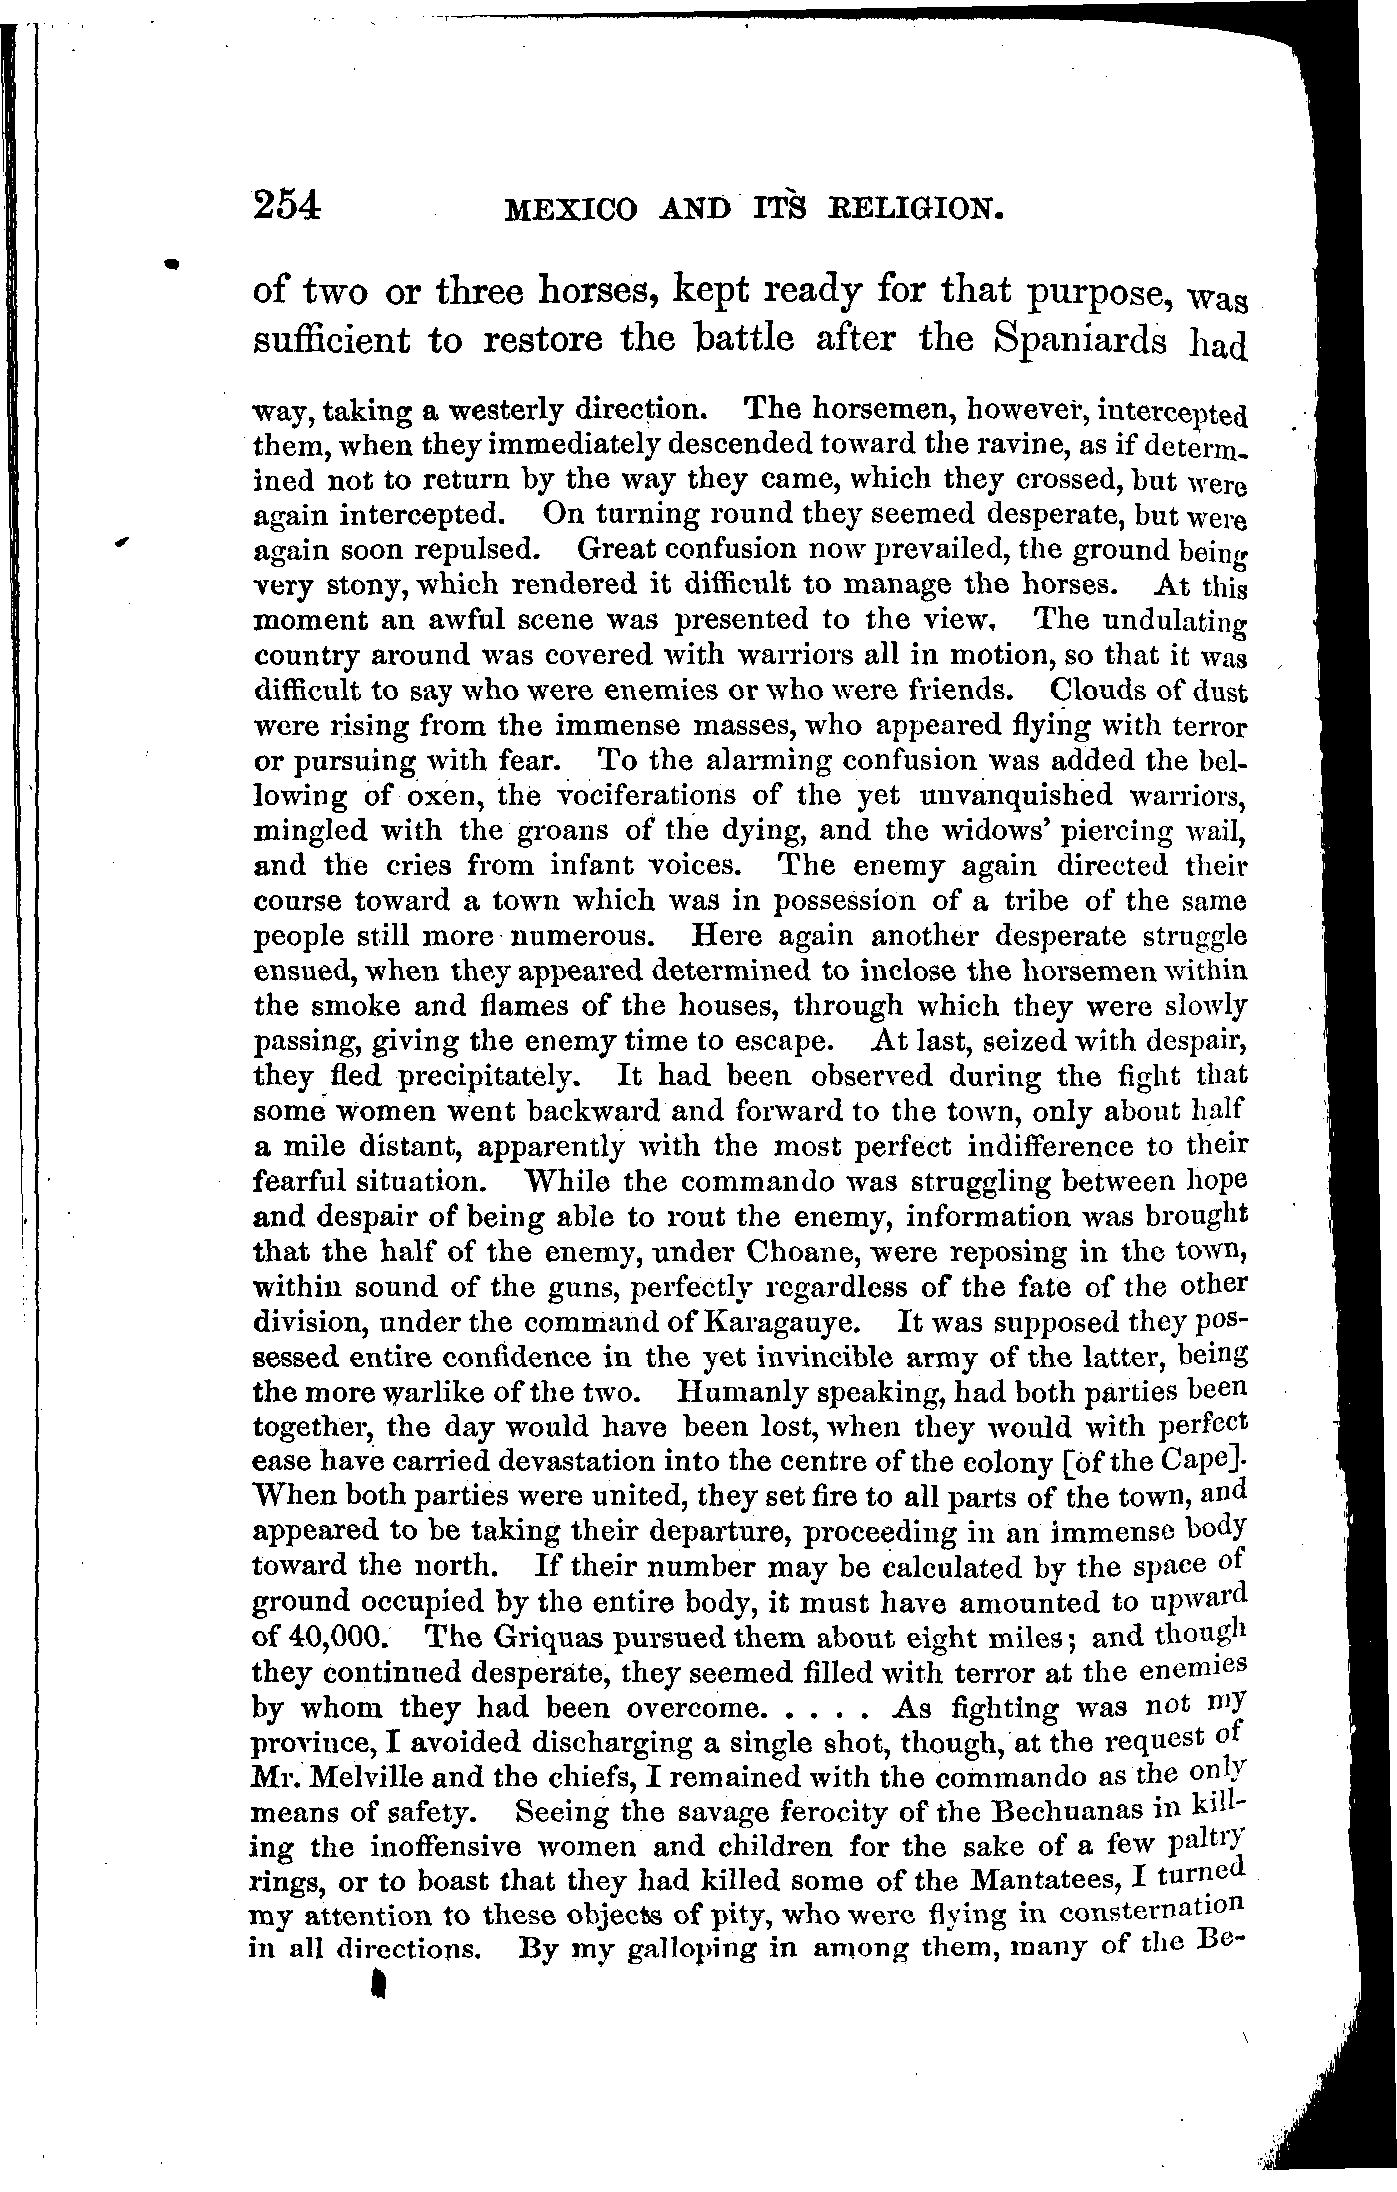 254 MEXICO AND ITS RELIGION.
of two or three horses, kept ready for that purpose, was
sufficient to restore the battle after the Spaniards had
way, taking a westerly direction. The horsemen, however, intercepted
them, when they immediately descended toward the ravine, as if determ-
ined not to return by the way they came, which they crossed, but were
again intercepted. On turning round they seemed desperate, but were
again soon repulsed. Great confusion now prevailed, the ground being
very stony, which rendered it difficult to manage the horses. At this
moment an awful scene was presented to the view. The undulating
country around was covered with warriors all in motion, so that it was
difficult to say who were enemies or who were friends. Clouds of dust
were rising from the immense masses, who appeared flying with terror
or pursuing with fear. To the alarming confusion was added the bel-
lowing of oxen, the vociferations of the yet unvanquished warriors,
mingled with the groans of the dying, and the widows' piercing wail,
and the cries from infant voices. The enemy again directed their
course toward a town which was in possession of a tribe of the same
people still more numerous. Here again another desperate struggle
ensued, when they appeared determined to inclose the horsemen within
the smoke and flames of the houses, through which they were slowly
passing, giving the enemy time to escape. At last, seized with despair,
they fled precipitately. It had been observed during the fight that
some women went backward and forward to the town, only about half
a mile distant, apparently with the most perfect indifference to their
fearful situation. While the commando was struggling between hope
and despair of being able to rout the enemy, information was brought
that the half of the enemy, under Choane, were reposing in the town,
within sound of the guns, perfectly regardless of the fate of the other
division, under the command of Karagauye. It was supposed they pos-
sessed entire confidence in the yet invincible army of the latter, being
the more warlike of the two. Humanly speaking, had both parties been
together, the day would have been lost, when they would with perfect
ease have carried devastation into the centre of the colony [of the Cape].
When both parties were united, they set fire to all parts of the town, and
appeared to be taking their departure, proceeding in an immense body
toward the north. If their number may be calculated by the space of
ground occupied by the entire body, it must have amounted to upward
of 40,000. The Griquas pursued them about eight miles; and though
they continued desperate, they seemed filled with terror at the enemies
by whom they had been overcome. . . . . . As fighting was not my
province, I avoided discharging a single shot, though, at the request of
Mr. Melville and the chiefs, I remained with the commando as the only
means of safety. Seeing the savage ferocity of the Bechuanas in kill-
ing the inoffensive women and children for the sake of a few paltry
rings, or to boast that they had killed some of the Mantatees, I turned
my attention to these objects of pity, who were flying in consternation
in all directions. By my galloping in among them, many of the Be-